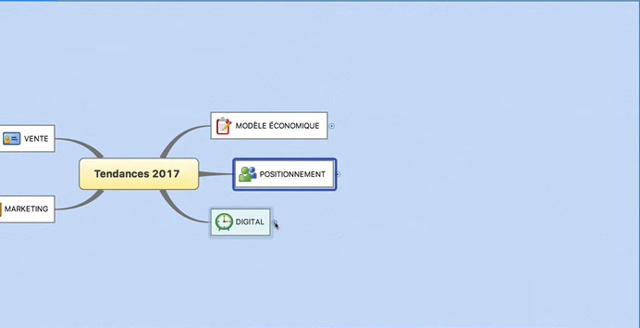 MODÈLE ÉCONOMIQUE
VENTE
Tendances 2017
POSITIONNEMENT
MARKETING
DIGITAL